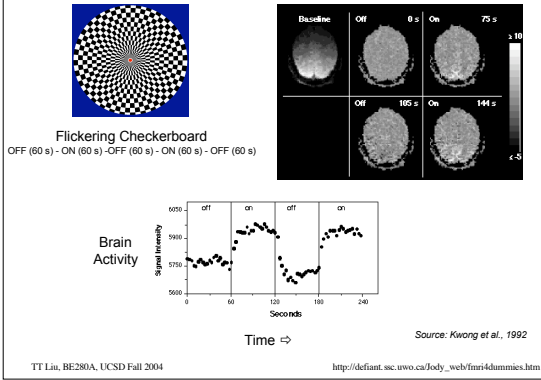 Baseline
Off 0 s
On 75 s
≥ 10
Off 105 s
On 144 s
≤ -5
Flickering Checkerboard
OFF (60 s) - ON (60 s) -OFF (60 s) - ON (60 s) - OFF (60 s)
Brain
Activity
Signal Intensity
6050
5900
5750
5600
off on off on
0 60 120 180 240
Seconds
Time ⇨
Source: Kwong et al., 1992
TT Liu, BE280A, UCSD Fall 2004
http://defiant.ssc.uwo.ca/Jody_web/fmri4dummies.htm